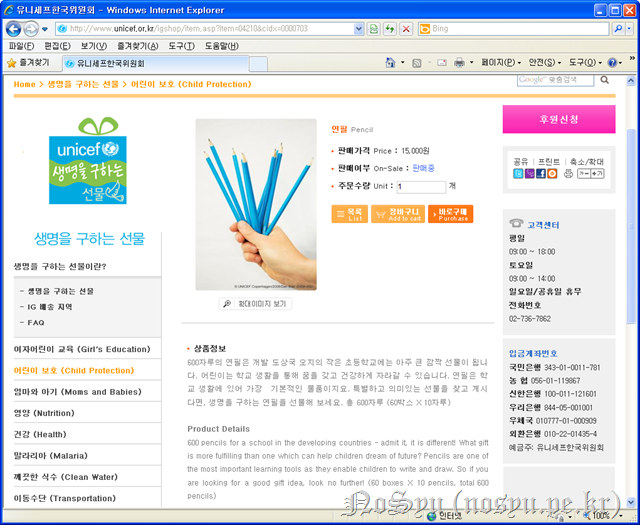 유니세프한국위원회 - Windows Internet Explorer
http://www.unicef.or.kr/igshop/item.asp?item=04210&cidx=0000703
Bing
파일(F) 편집(E) 보기(V) 즐겨찾기(A) 도구(T) 도움말(H)
즐겨찾기 유니세프한국위원회
페이지(P) 안전(S) 도구(O)
Home > 생명을 구하는 선물 > 어린이 보호 (Child Protection)
Google 맞춤검색
unicef
생명을 구하는
선물
생명을 구하는 선물
생명을 구하는 선물이란?
- 생명을 구하는 선물
- IG 배송 지역
- FAQ
여자어린이 교육 (Girl's Education)
어린이 보호 (Child Protection)
엄마와 아기 (Moms and Babies)
영양 (Nutrition)
건강 (Health)
말라리아 (Malaria)
깨끗한 식수 (Clean Water)
이동수단 (Transportation)
확대이미지 보기
연필 Pencil
판매가격 Price : 15,000원
판매여부 On-Sale : 판매중
주문수량 Unit : 1 개
목록 List
장바구니 Add to cart
바로구매 Purchase
상품정보
600자루의 연필은 개발 도상국 오지의 작은 초등학교에는 아주 큰 깜짝 선물이 됩니
다. 어린이는 학교 생활을 통해 꿈을 갖고 건강하게 자라갈 수 있습니다. 연필은 학
교 생활에 있어 가장 기본적인 물품이지요. 특별하고 의미있는 선물을 찾고 계시
다면, 생명을 구하는 연필을 선물해 보세요. 총 600자루 (60박스 X 10자루)
Product Details
600 pencils for a school in the developing countries - admit it, it is different! What gift
is more fulfilling than one which can help children dream of future? Pencils are one of
the most important learning tools as they enable children to write and draw. So if you
are looking for a good gift idea, look no further! (60 boxes X 10 pencils, total 600
pencils)
후원신청
공유 프린트 축소/확대
고객센터
평일
09:00 ~ 18:00
토요일
09:00 ~ 14:00
일요일/공휴일 휴무
전화번호
02-736-7862
입금계좌번호
국민은행 343-01-0011-781
농 협 056-01-119867
신한은행 100-011-121601
우리은행 844-05-001001
우체국 010777-01-000909
외환은행 010-22-01435-4
예금주: 유니세프한국위원회
NoSyu (nosyu.pe.kr)
인터넷 100%